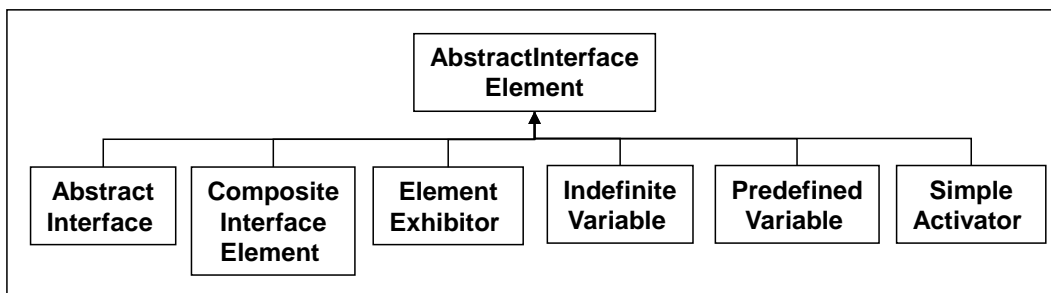 AbstractInterface
Element
Abstract
Interface
Composite
Interface
Element
Element
Exhibitor
Indefinite
Variable
Predefined
Variable
Simple
Activator